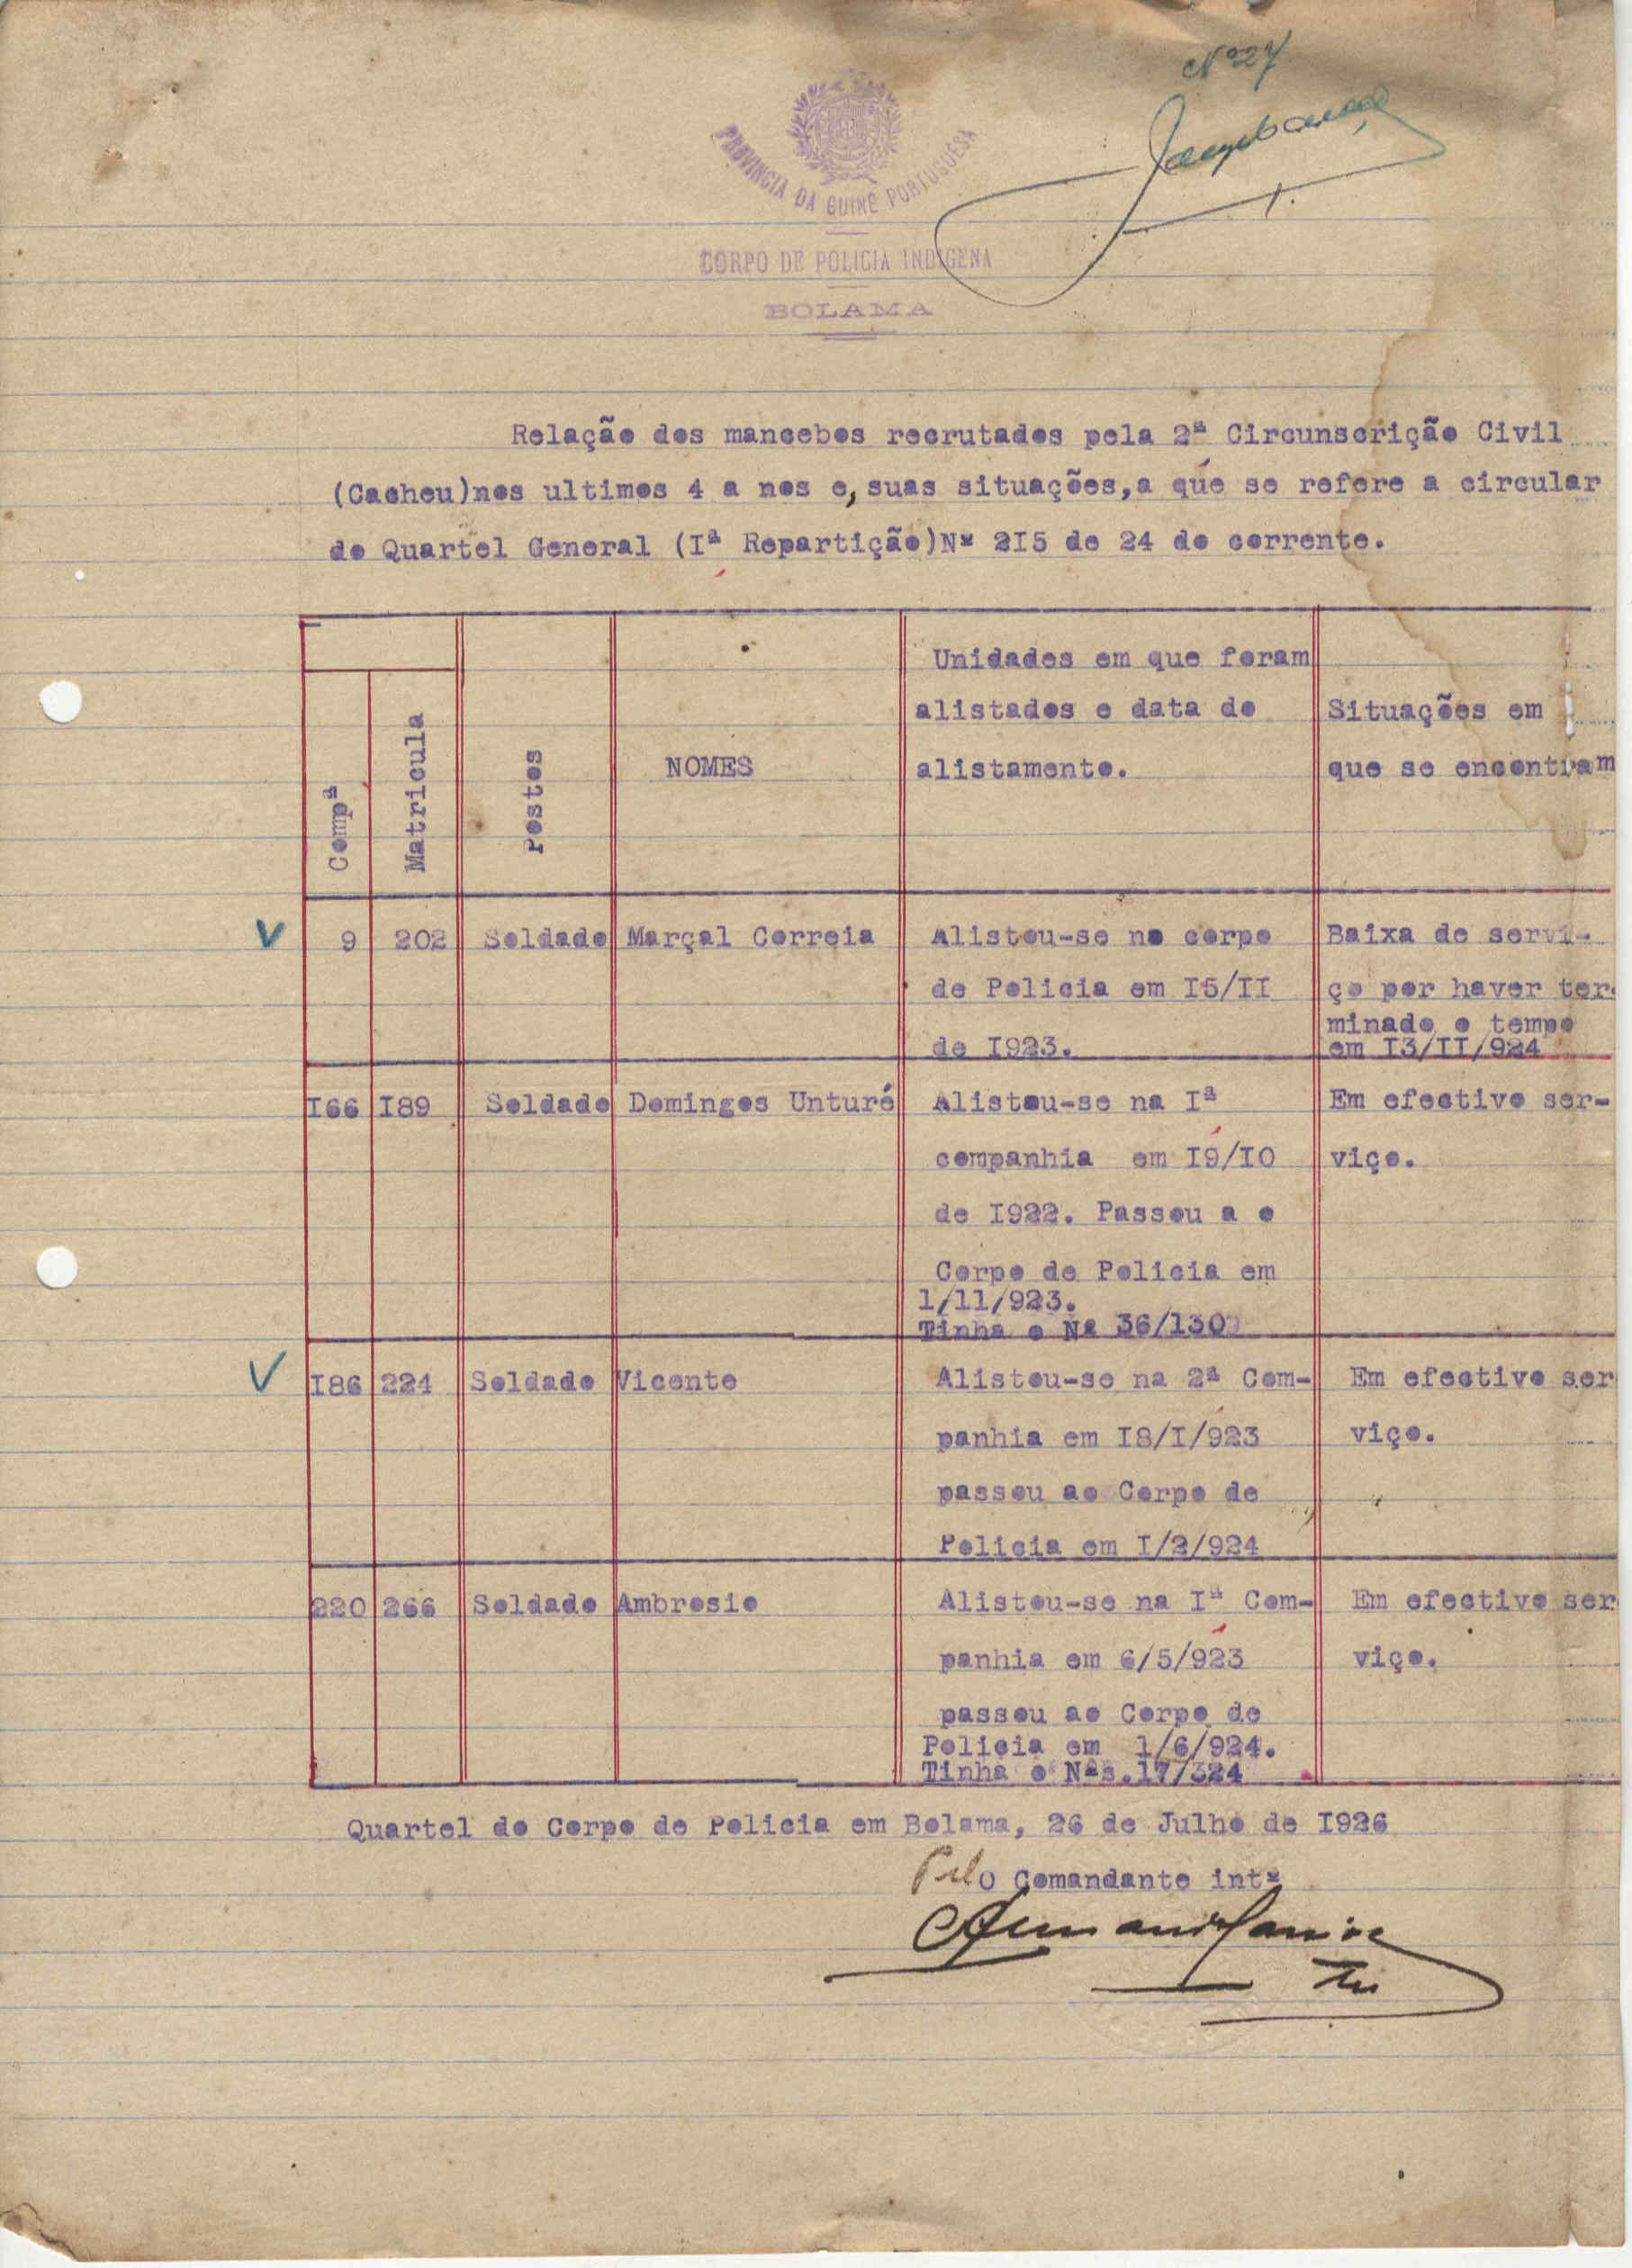 Nº 27
PROVINCIA DA GUINÉ PORTUGUESA
CORPO DE POLICIA INDIGENA
BOLAMA
Relação dos mancebos recrutados pela 2ª Circunscrição Civil
(Cacheu)nos ultimos 4 a nos e, suas situações, a que se refere a circular
do Quartel General (Iª Repartição)Nº 2I5 de 24 do corrente.
Compª
Matricula
Postos
NOMES
Unidades em que foram
alistados e data do
alistamento.
Situações em
que se encontram
V 9 202 Soldado Marçal Correia Alistou-se no corpo Baixa de servi-
de Policia em I5/II ço por haver ter
de I923. minado o tempo
em I3/II/924
I66 I89 Soldado Domingos Unturé Alistou-se na Iª Em efectivo ser-
companhia em I9/IO viço.
de I922. Passou a o
Corpo de Policia em
1/11/923.
Tinha o Nº 36/130
V I86 224 Soldado Vicente Alistou-se na 2ª Com- Em efectivo ser
panhia em I8/I/923 viço.
passou ao Corpo de
Policia em I/2/924
220 266 Soldado Ambrosio Alistou-se na Iª Com- Em efectivo ser
panhia em 6/5/923 viço.
passou ao Corpo de
Policia em 1/6/924.
Tinha o Nºs.17/324
Quartel do Corpo de Policia em Bolama, 26 de Julho de I926
Pelo Comandante intº